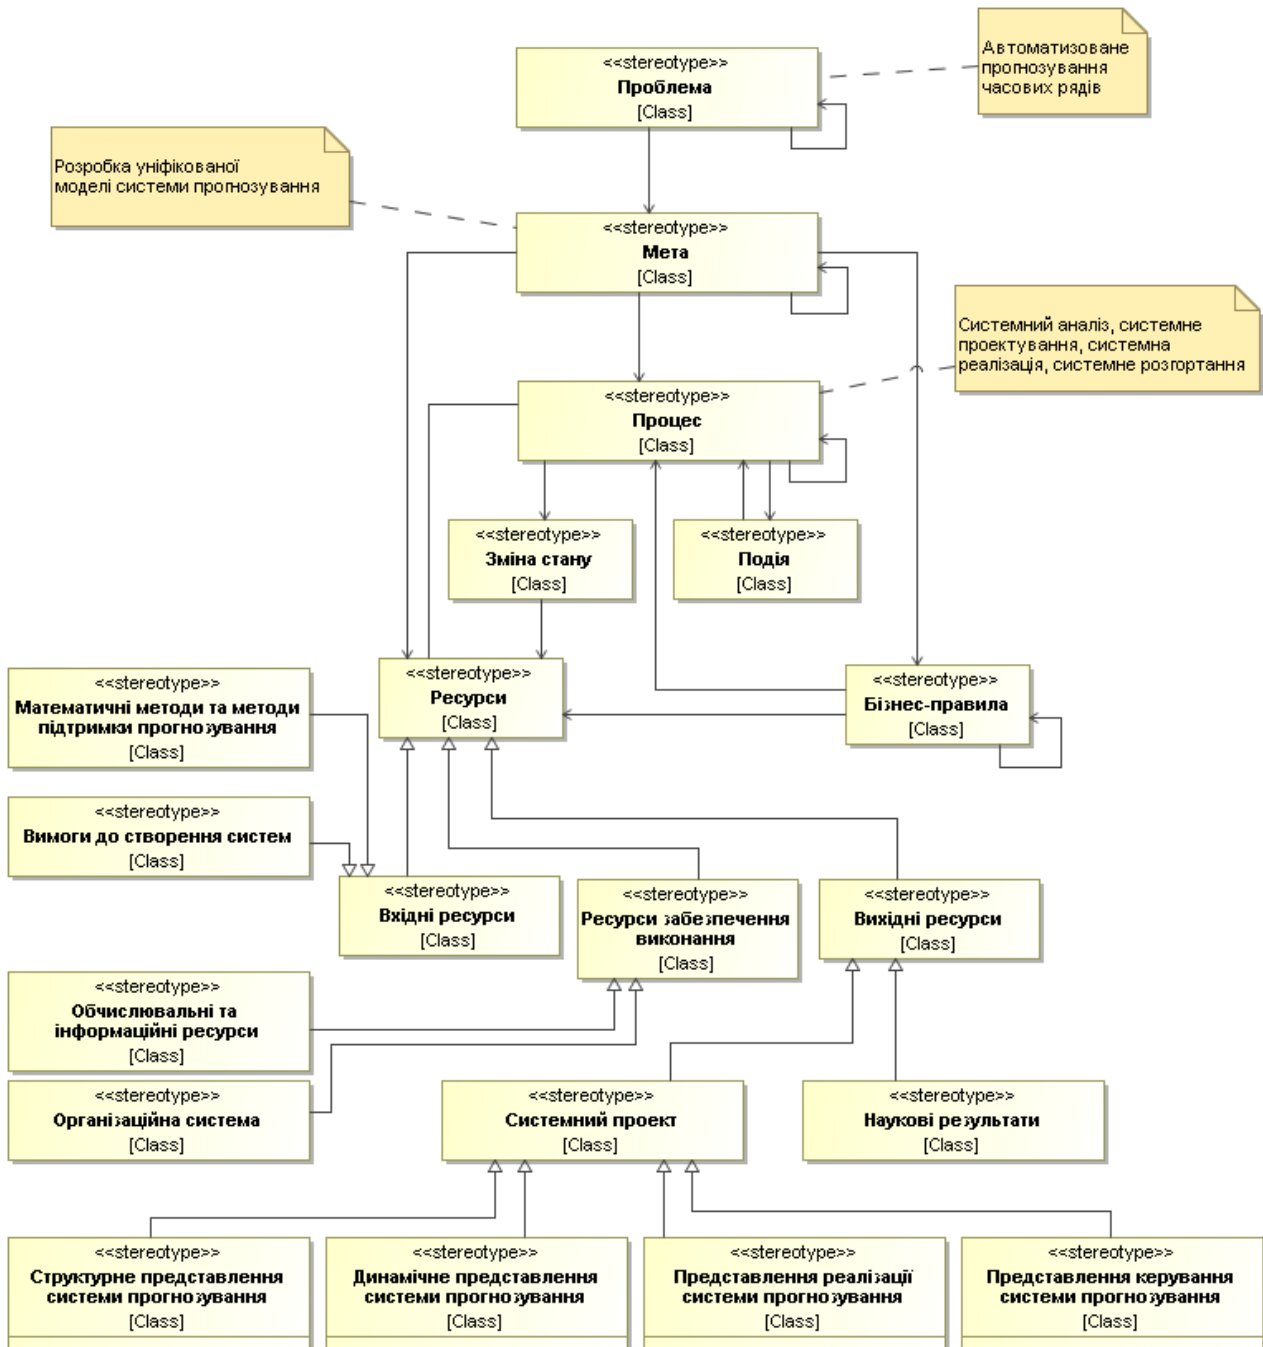 Автоматизоване
прогнозування
часових рядів
<<stereotype>>
Проблема
[Class]
Розробка уніфікованої
моделі системи прогнозування
<<stereotype>>
Мета
[Class]
Системний аналіз, системне
проектування, системна
реалізація, системне розгортання
<<stereotype>>
Процес
[Class]
<<stereotype>>
Зміна стану
[Class]
<<stereotype>>
Подія
[Class]
<<stereotype>>
Ресурси
[Class]
<<stereotype>>
Бізнес-правила
[Class]
<<stereotype>>
Математичні методи та методи
підтримки прогнозування
[Class]
<<stereotype>>
Вимоги до створення систем
[Class]
<<stereotype>>
Вхідні ресурси
[Class]
<<stereotype>>
Ресурси забезпечення
виконання
[Class]
<<stereotype>>
Вихідні ресурси
[Class]
<<stereotype>>
Обчислювальні та
інформаційні ресурси
[Class]
<<stereotype>>
Організаційна система
[Class]
<<stereotype>>
Системний проект
[Class]
<<stereotype>>
Наукові результати
[Class]
<<stereotype>>
Структурне представлення
системи прогнозування
[Class]
<<stereotype>>
Динамічне представлення
системи прогнозування
[Class]
<<stereotype>>
Представлення реалізації
системи прогнозування
[Class]
<<stereotype>>
Представлення керування
системи прогнозування
[Class]